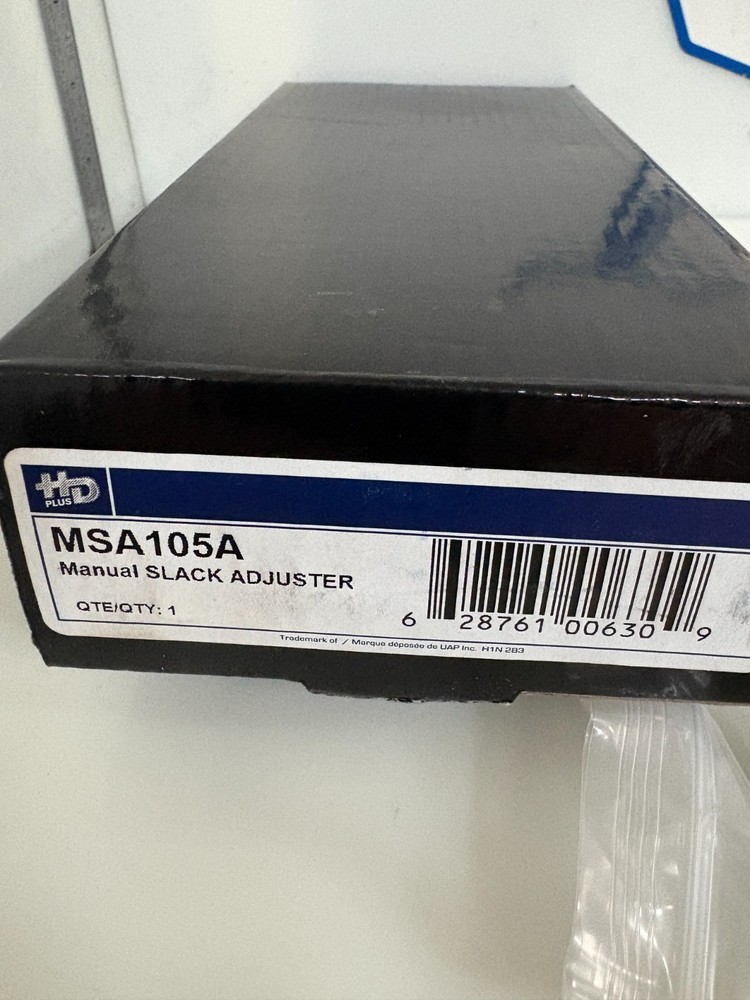 HD
PLUS
MSA105A
Manual SLACK ADJUSTER
QTE/QTY: 1
6 28761 00630 9
Trademark of / Marque déposée de UAP Inc. H1N 2B3